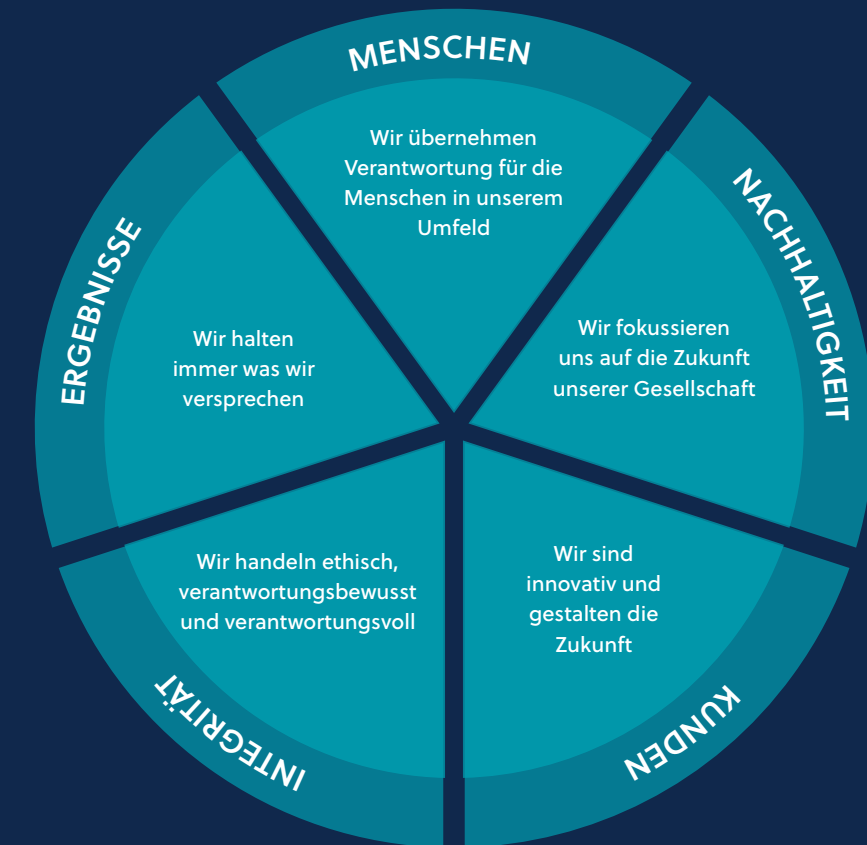 MENSCHEN
Wir übernehmen
Verantwortung für die
Menschen in unserem
Umfeld
NACHHALTIGKEIT
Wir fokussieren
uns auf die Zukunft
unserer Gesellschaft
KUNDEN
Wir sind
innovativ und
gestalten die
Zukunft
INTEGRITÄT
Wir handeln ethisch,
verantwortungsbewusst
und verantwortungsvoll
ERGEBNISSE
Wir halten
immer was wir
versprechen